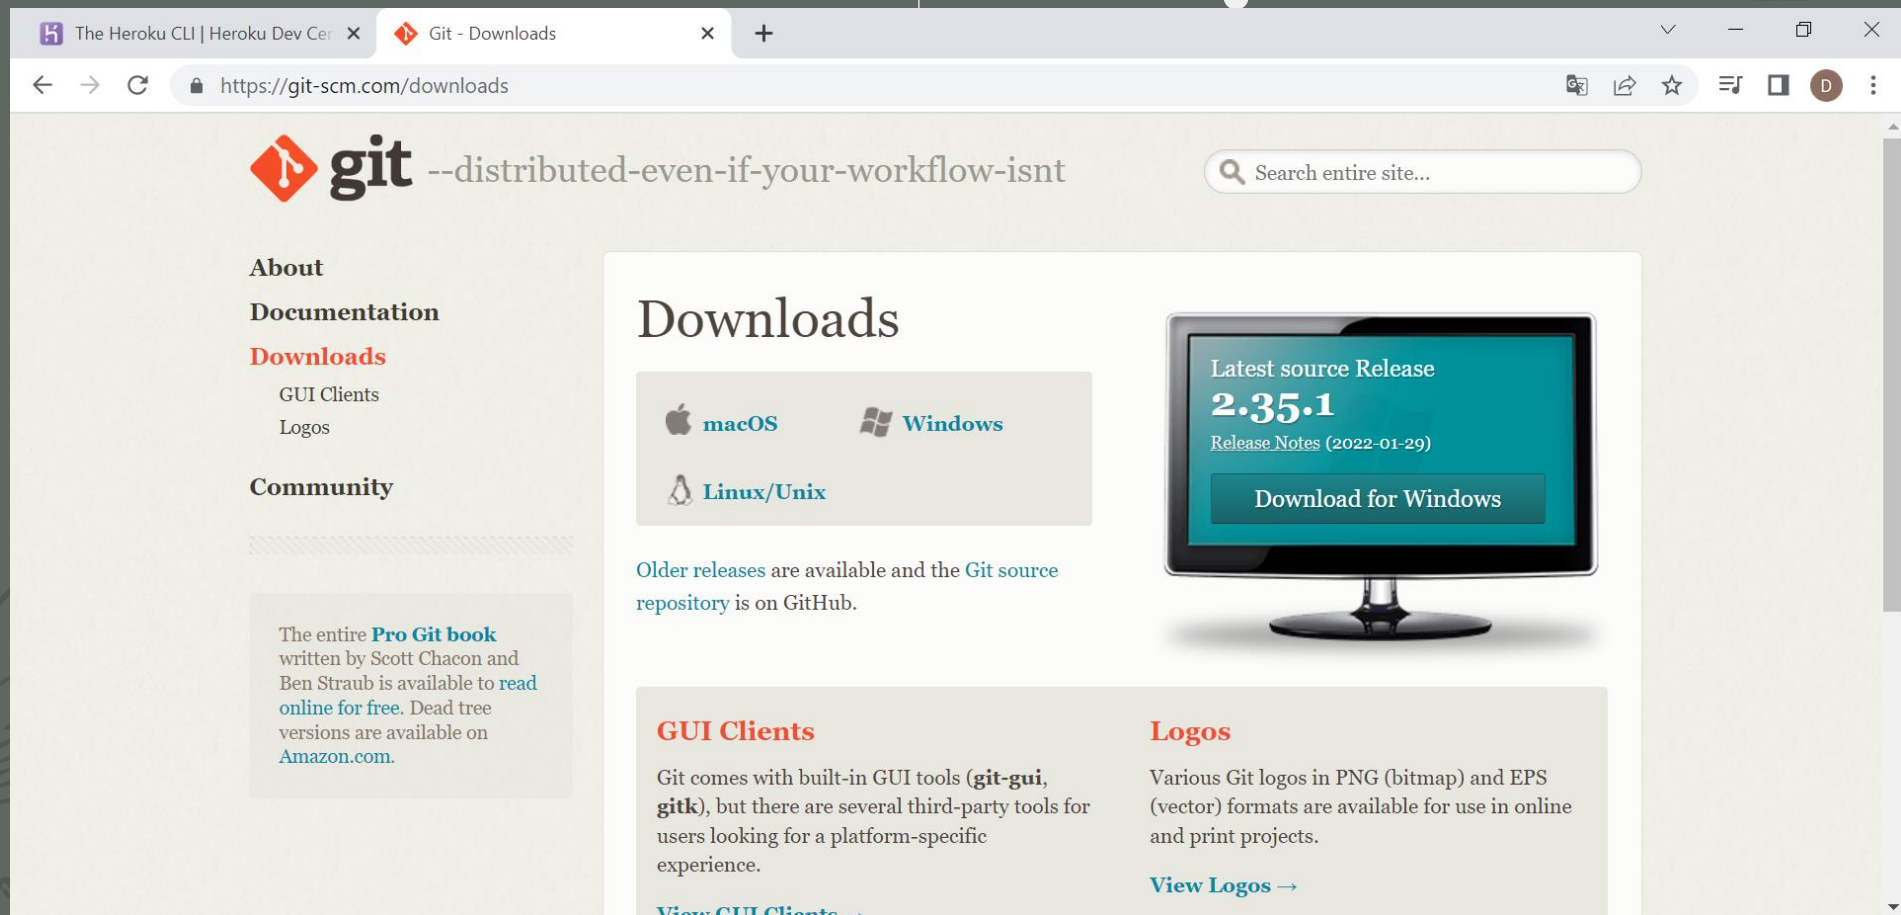 The Heroku CLI | Heroku Dev Cen
Git - Downloads
https://git-scm.com/downloads
D
git --distributed-even-if-your-workflow-isnt
Search entire site...
About
Documentation
Downloads
GUI Clients
Logos
Community
The entire Pro Git book
written by Scott Chacon and
Ben Straub is available to read
online for free. Dead tree
versions are available on
Amazon.com.
Downloads
macOS
Windows
Linux/Unix
Older releases are available and the Git source
repository is on GitHub.
Latest source Release
2.35.1
Release Notes (2022-01-29)
Download for Windows
GUI Clients
Git comes with built-in GUI tools (git-gui,
gitk), but there are several third-party tools for
users looking for a platform-specific
experience.
View GUI Clients →
Logos
Various Git logos in PNG (bitmap) and EPS
(vector) formats are available for use in online
and print projects.
View Logos →